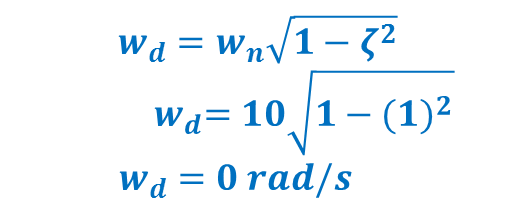 w_d = w_n√(1 − ζ²)
w_d = 10√(1 − (1)²)
w_d = 0 rad/s